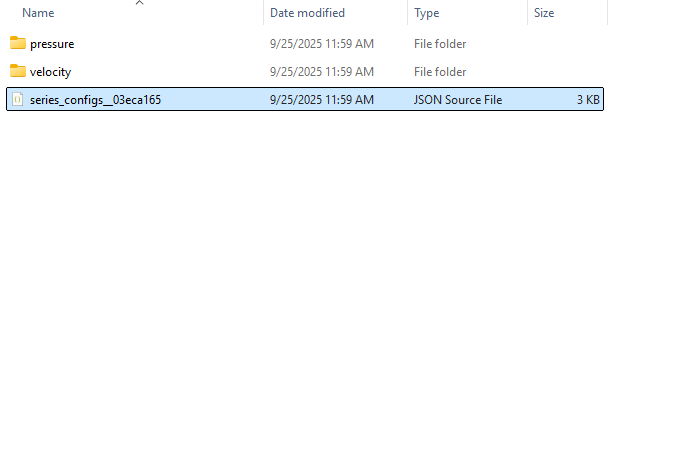 Name Date modified Type Size
pressure 9/25/2025 11:59 AM File folder
velocity 9/25/2025 11:59 AM File folder
series_configs__03eca165 9/25/2025 11:59 AM JSON Source File 3 KB